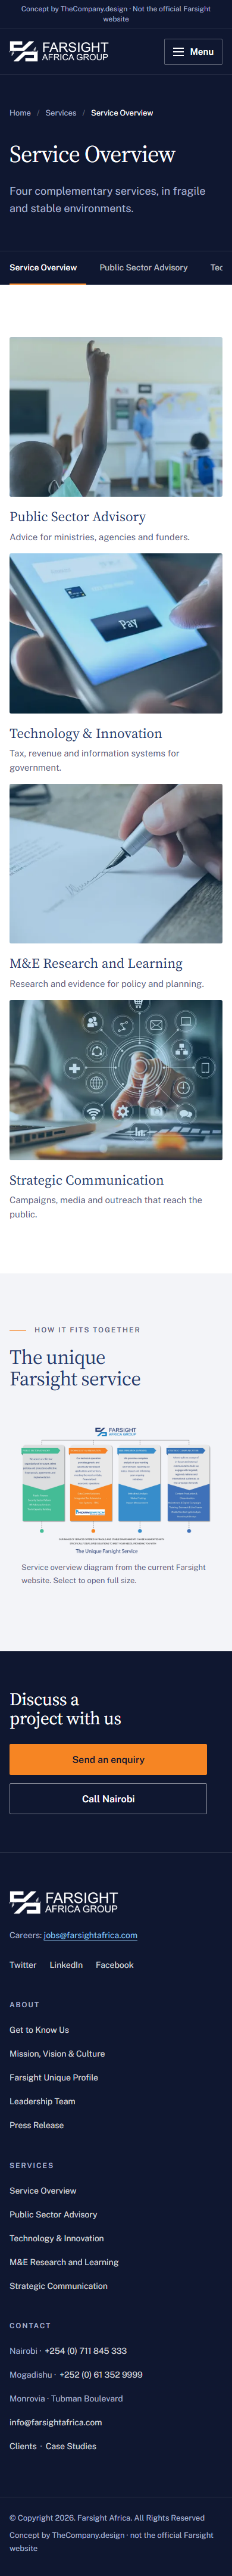 Concept by TheCompany.design · Not the official Farsight
website
FARSIGHT
AFRICA GROUP
Menu
Home / Services / Service Overview
Service Overview
Four complementary services, in fragile
and stable environments.
Service Overview Public Sector Advisory Tec
Pay
Public Sector Advisory
Advice for ministries, agencies and funders.
Technology & Innovation
Tax, revenue and information systems for
government.
M&E Research and Learning
Research and evidence for policy and planning.
Strategic Communication
Campaigns, media and outreach that reach the
public.
HOW IT FITS TOGETHER
The unique
Farsight service
FARSIGHT
AFRICA GROUP
The Unique Farsight Service
Service overview diagram from the current Farsight
website. Select to open full size.
Discuss a
project with us
Send an enquiry
Call Nairobi
FARSIGHT
AFRICA GROUP
Careers: jobs@farsightafrica.com
Twitter LinkedIn Facebook
ABOUT
Get to Know Us
Mission, Vision & Culture
Farsight Unique Profile
Leadership Team
Press Release
SERVICES
Service Overview
Public Sector Advisory
Technology & Innovation
M&E Research and Learning
Strategic Communication
CONTACT
Nairobi · +254 (0) 711 845 333
Mogadishu · +252 (0) 61 352 9999
Monrovia · Tubman Boulevard
info@farsightafrica.com
Clients · Case Studies
© Copyright 2026. Farsight Africa. All Rights Reserved
Concept by TheCompany.design · not the official Farsight
website